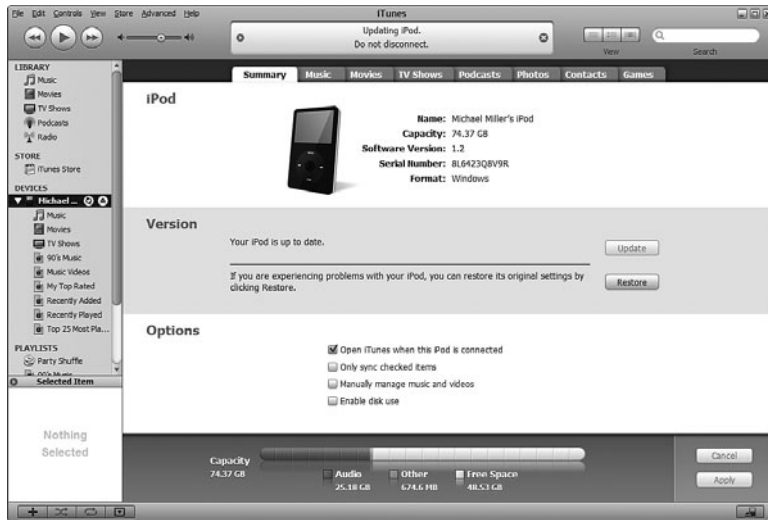 File Edit Controls View Store Advanced Help
iTunes
Updating iPod.
Do not disconnect.
View
Search
LIBRARY
Music
Movies
TV Shows
Podcasts
Radio
STORE
iTunes Store
DEVICES
Michael ...
Music
Movies
TV Shows
90's Music
Music Videos
My Top Rated
Recently Added
Recently Played
Top 25 Most Pla...
PLAYLISTS
Party Shuffle
90's Music
Selected Item
Nothing
Selected
Summary Music Movies TV Shows Podcasts Photos Contacts Games
iPod
Name: Michael Miller's iPod
Capacity: 74.37 GB
Software Version: 1.2
Serial Number: 8L6423Q8V9R
Format: Windows
Version
Your iPod is up to date.
Update
If you are experiencing problems with your iPod, you can restore its original settings by
clicking Restore.
Restore
Options
Open iTunes when this iPod is connected
Only sync checked items
Manually manage music and videos
Enable disk use
Capacity
74.37 GB
Audio
25.18 GB
Other
674.6 MB
Free Space
48.53 GB
Cancel
Apply